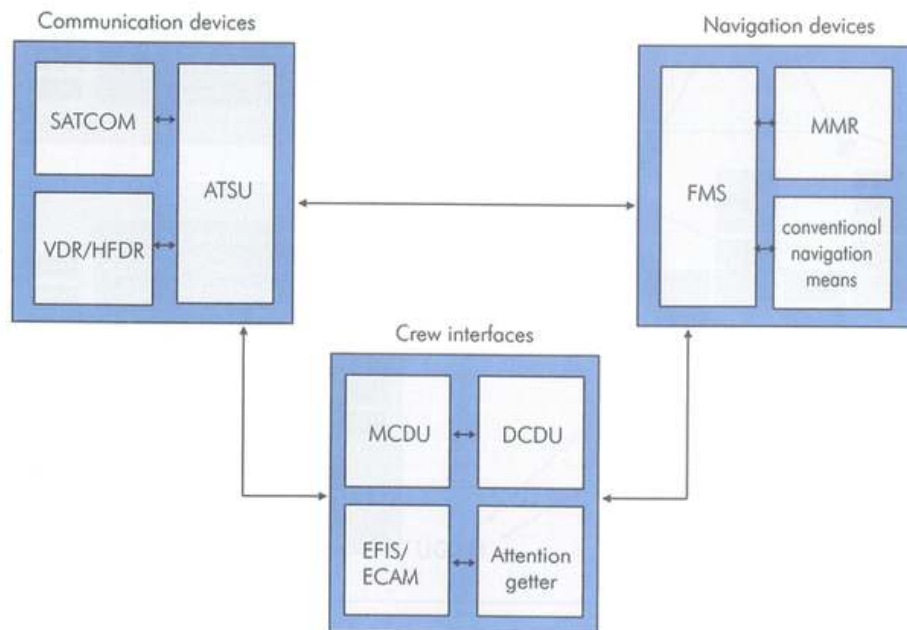 Communication devices
SATCOM
VDR/HFDR
ATSU
Navigation devices
FMS
MMR
conventional
navigation
means
Crew interfaces
MCDU
DCDU
EFIS/
ECAM
Attention
getter